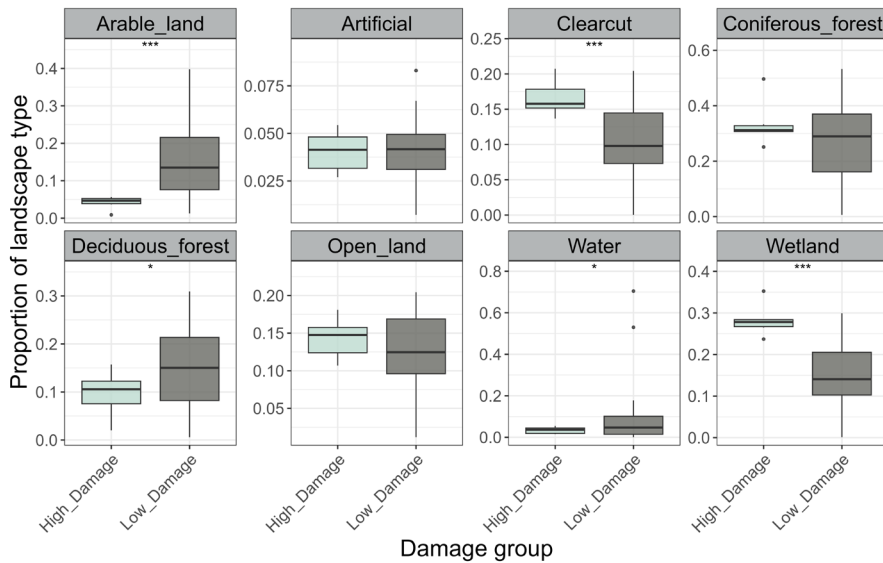 Arable_land Artificial Clearcut Coniferous_forest
*** ***
0.4 0.3 0.2 0.1 0.0
0.075 0.050 0.025
0.25 0.20 0.15 0.10 0.05 0.00
0.6 0.4 0.2 0.0
Deciduous_forest Open_land Water Wetland
* * ***
0.3 0.2 0.1 0.0
0.20 0.15 0.10 0.05
0.8 0.6 0.4 0.2 0.0
0.4 0.3 0.2 0.1 0.0
High_Damage Low_Damage High_Damage Low_Damage High_Damage Low_Damage High_Damage Low_Damage
Proportion of landscape type
Damage group